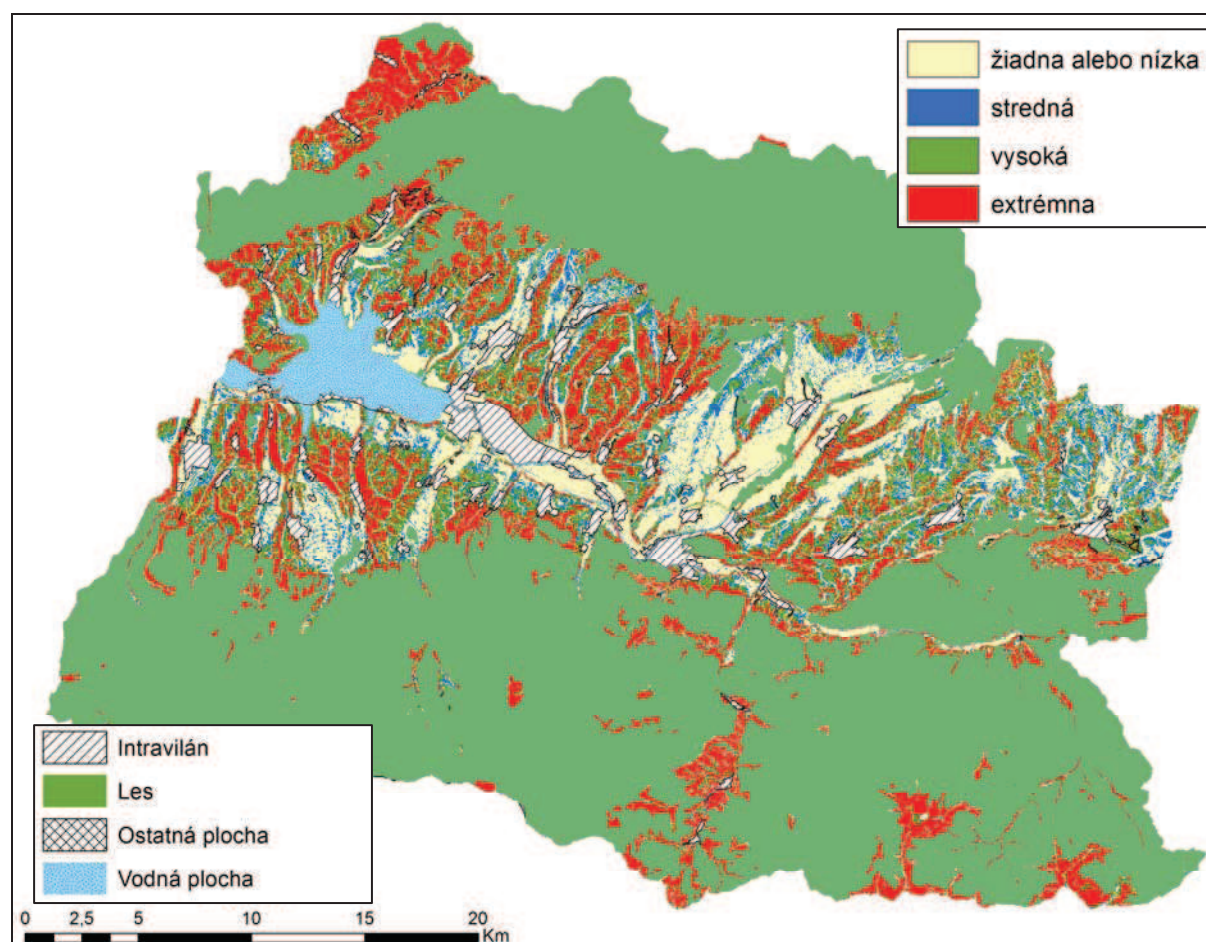 žiadna alebo nízka
stredná
vysoká
extrémna
Intravilán
Les
Ostatná plocha
Vodná plocha
0 2,5 5 10 15 20
Km